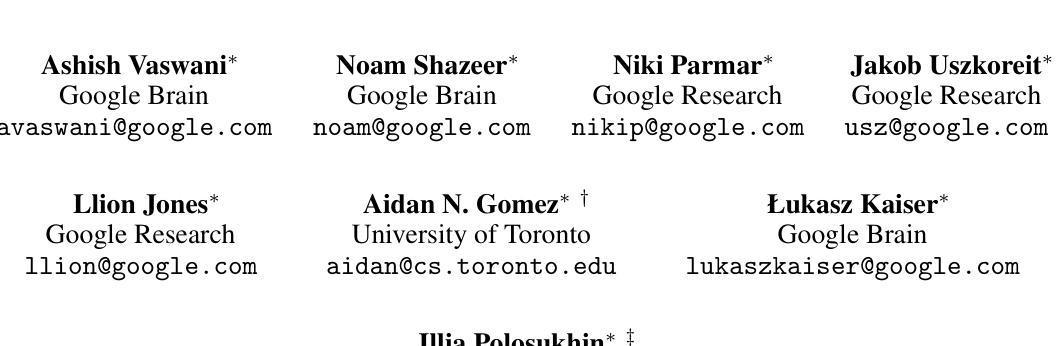 Ashish Vaswani* Noam Shazeer* Niki Parmar* Jakob Uszkoreit*
Google Brain Google Brain Google Research Google Research
avaswani@google.com noam@google.com nikip@google.com usz@google.com
Llion Jones* Aidan N. Gomez* † Łukasz Kaiser*
Google Research University of Toronto Google Brain
llion@google.com aidan@cs.toronto.edu lukaszkaiser@google.com
Illia Polosukhin* ‡